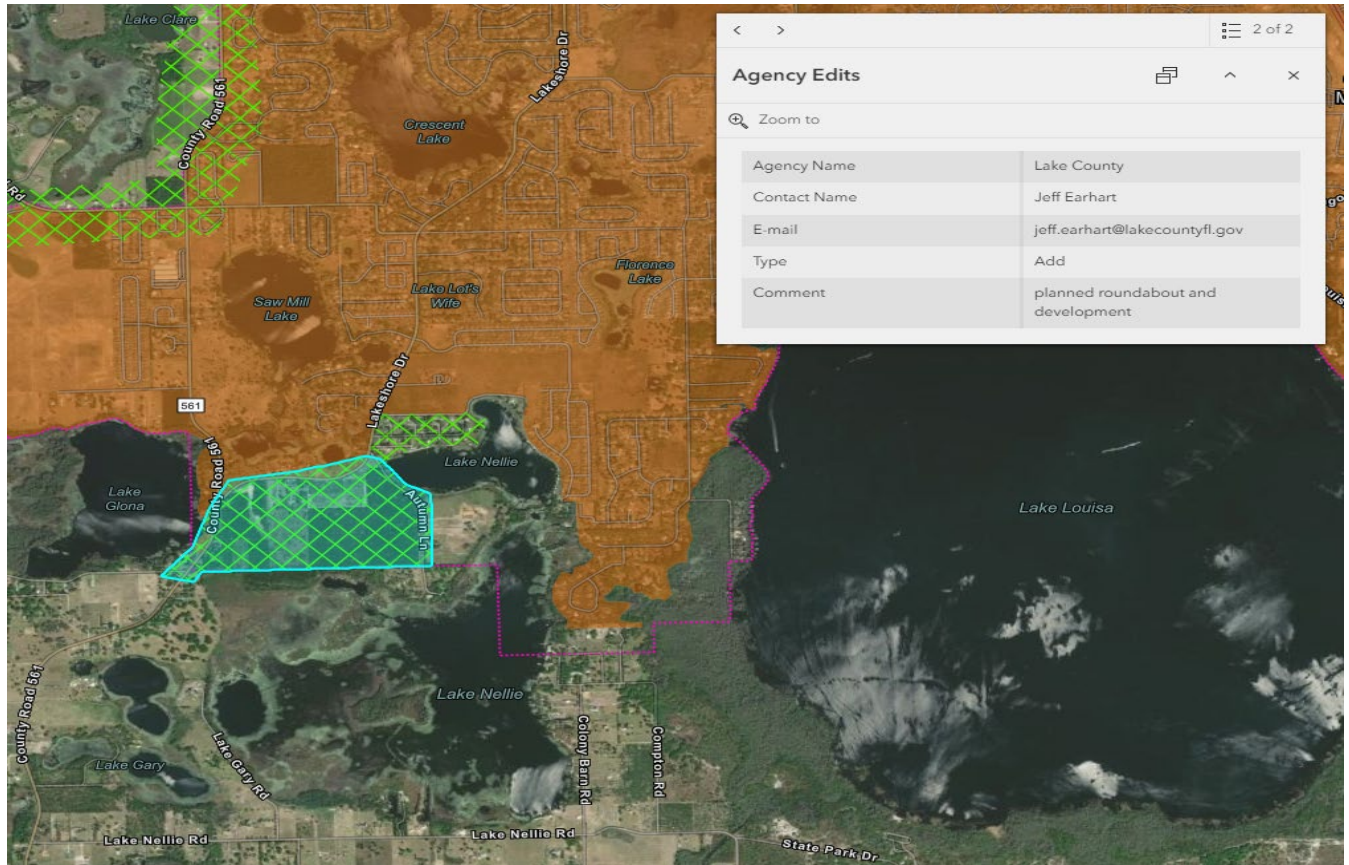 2 of 2
Agency Edits
Zoom to
Agency Name Lake County
Contact Name Jeff Earhart
E-mail jeff.earhart@lakecountyfl.gov
Type Add
Comment planned roundabout and
development
Lake Clare
County Road 561
Lakeshore Dr
Crescent
Lake
Rd
Florence
Lake
Saw Mill
Lake
Lake Lot's
Wife
Lakeshore Dr
561
County Road 561
Lake Nellie
Lake
Glona
Autumn Ln
Lake Louisa
Lake Nellie
County Road 561
Lake Gary
Lake Gary Rd
Colony Barn Rd
Compton Rd
Lake Nellie Rd
Lake Nellie Rd
State Park Dr